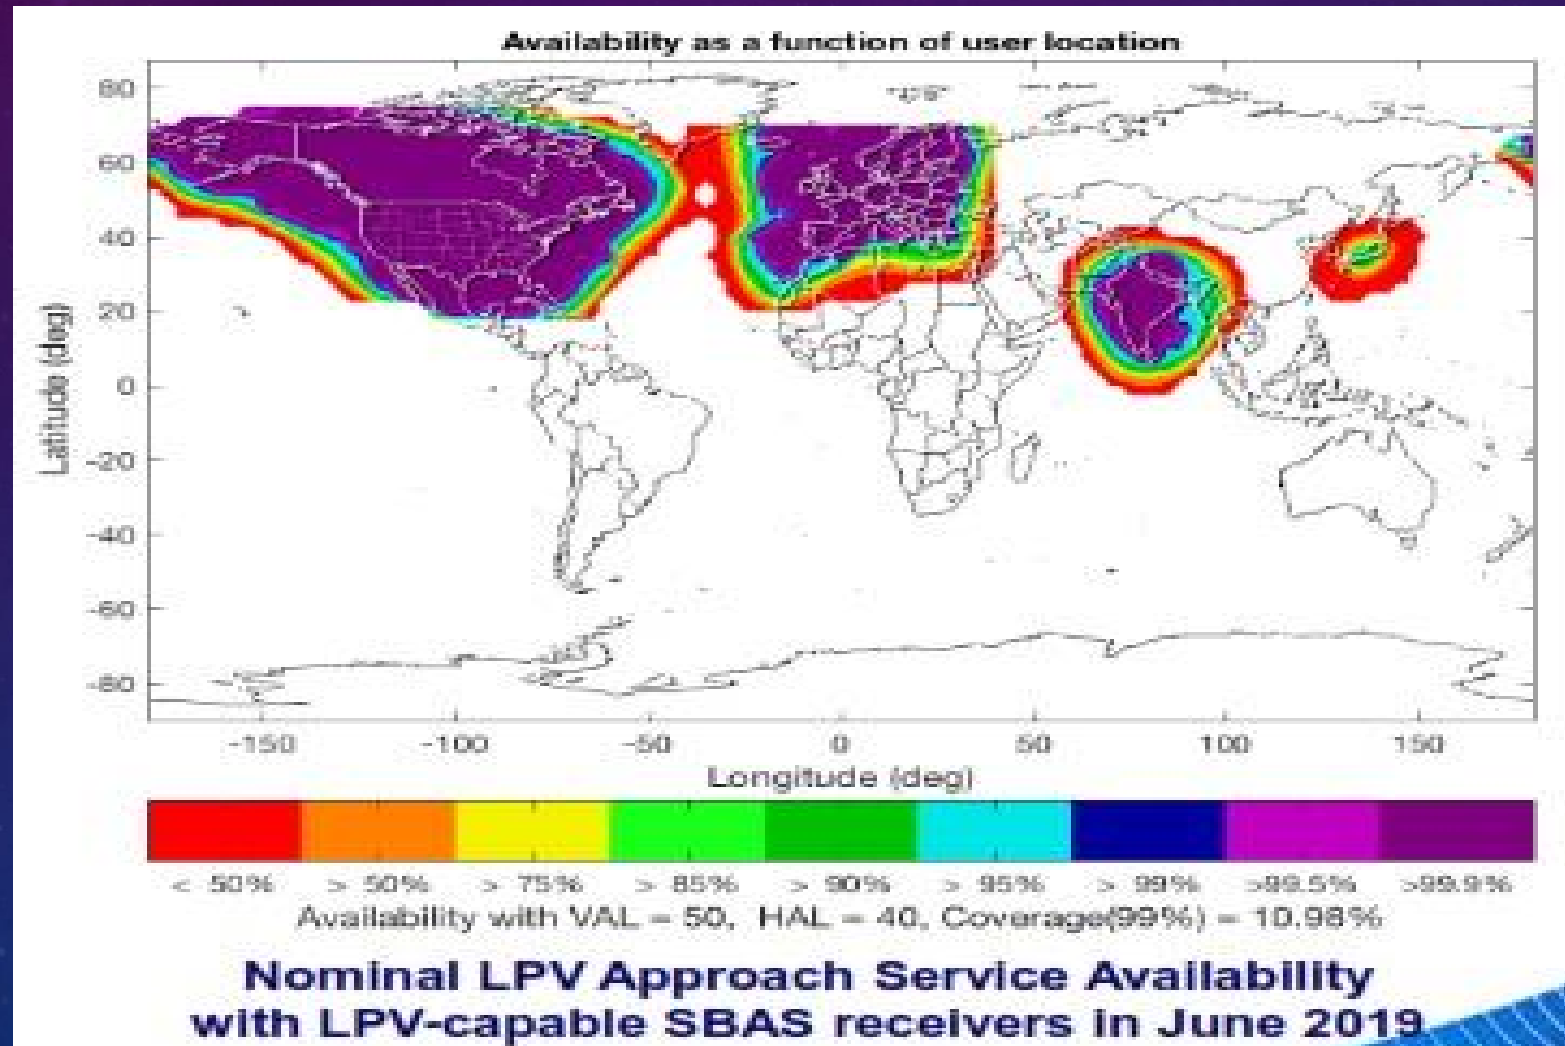 Availability as a function of user location
80
60
40
20
0
-20
-40
-60
-80
Latitude (deg)
-150 -100 -50 0 50 100 150
Longitude (deg)
< 50% > 50% > 75% > 85% > 90% > 95% > 99% >99.5% >99.9%
Availability with VAL = 50, HAL = 40, Coverage(99%) = 10.98%
Nominal LPV Approach Service Availability
with LPV-capable SBAS receivers in June 2019